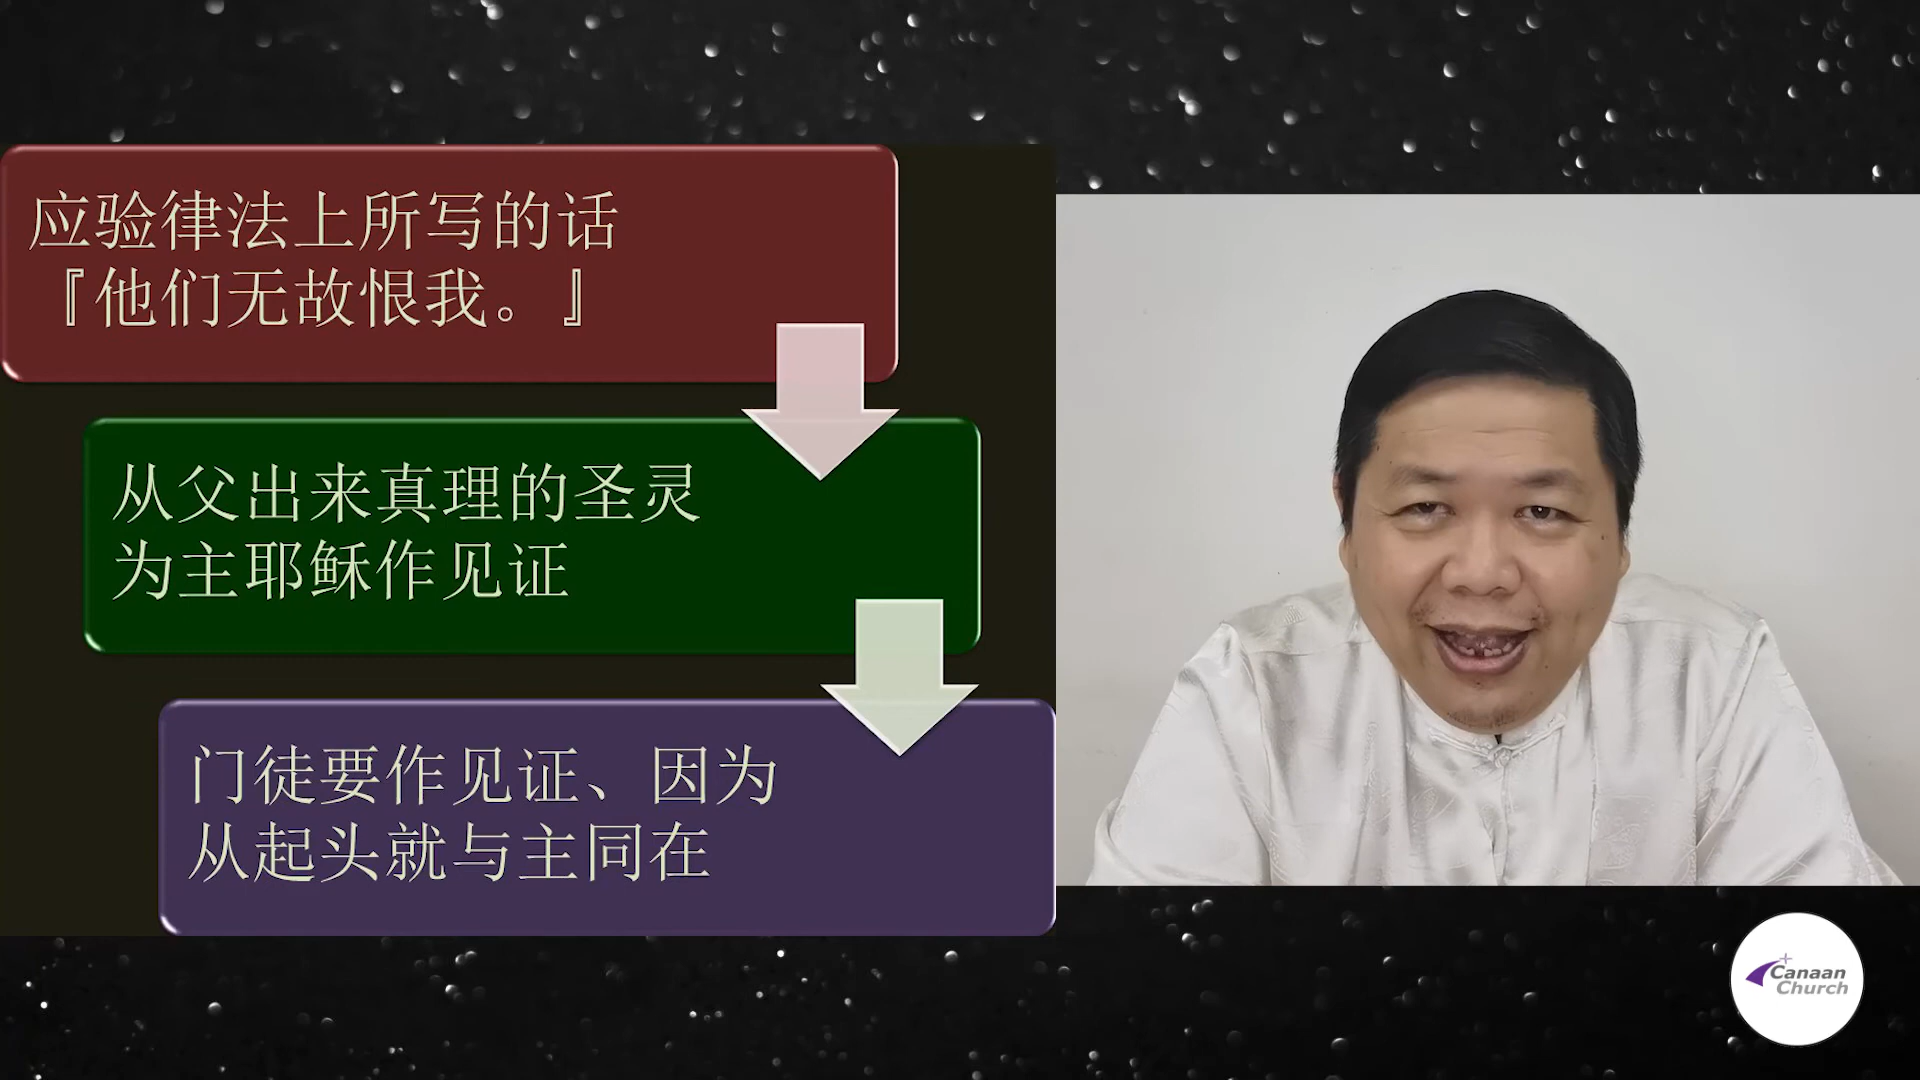 应验律法上所写的话
『他们无故恨我。』
从父出来真理的圣灵
为主耶稣作见证
门徒要作见证、因为
从起头就与主同在
Canaan
Church